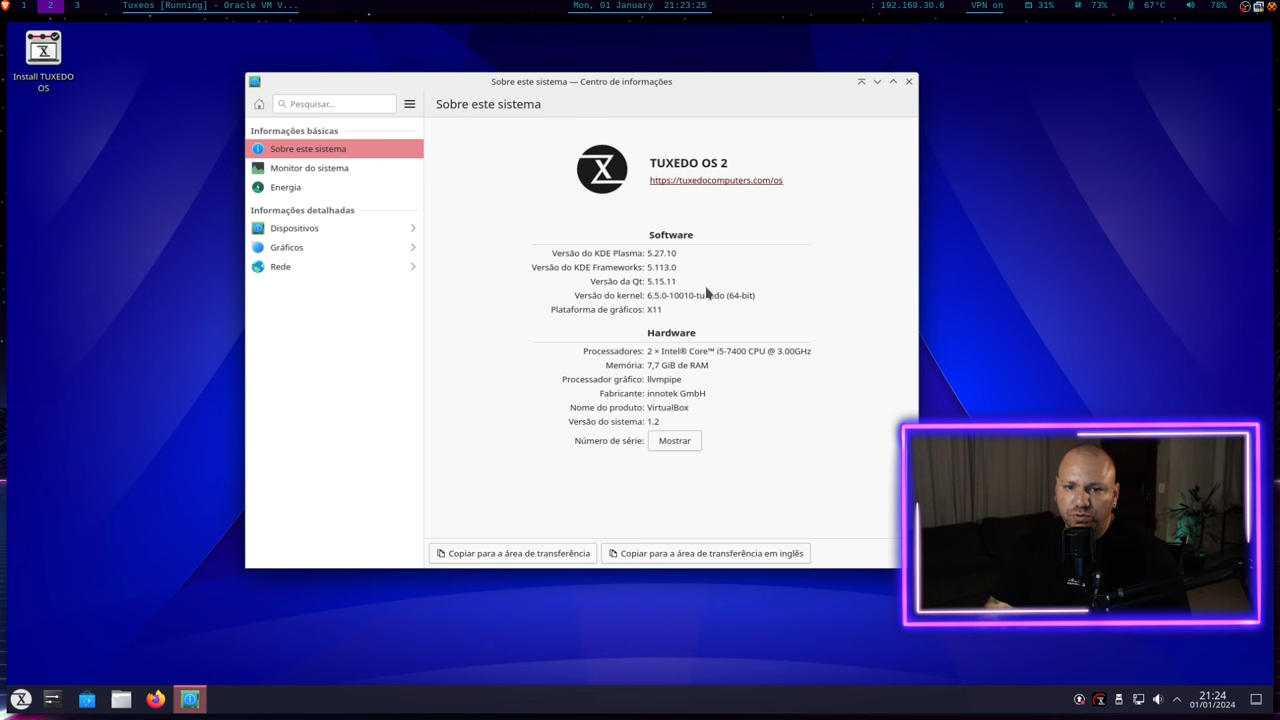 1 2 3 Tuxeos [Running] - Oracle VM V... Mon, 01 January 21:23:25 : 192.168.30.6 VPN on 31% 73% 67°C 78%
Install TUXEDO
OS
Sobre este sistema — Centro de informações
Pesquisar...
Sobre este sistema
Informações básicas
Sobre este sistema
Monitor do sistema
Energia
Informações detalhadas
Dispositivos
Gráficos
Rede
TUXEDO OS 2
https://tuxedocomputers.com/os
Software
Versão do KDE Plasma: 5.27.10
Versão do KDE Frameworks: 5.113.0
Versão da Qt: 5.15.11
Versão do kernel: 6.5.0-10010-tuxedo (64-bit)
Plataforma de gráficos: X11
Hardware
Processadores: 2 × Intel® Core™ i5-7400 CPU @ 3.00GHz
Memória: 7,7 GiB de RAM
Processador gráfico: llvmpipe
Fabricante: innotek GmbH
Nome do produto: VirtualBox
Versão do sistema: 1.2
Número de série: Mostrar
Copiar para a área de transferência
Copiar para a área de transferência em inglês
21:24
01/01/2024